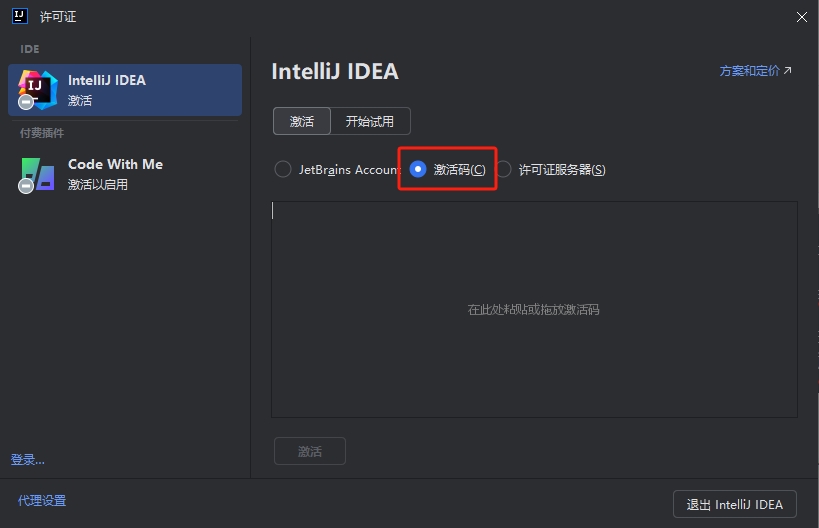 许可证
IDE
IntelliJ IDEA
激活
付费插件
Code With Me
激活以启用
登录...
代理设置
IntelliJ IDEA
方案和定价
激活 开始试用
JetBrains Account 激活码(C) 许可证服务器(S)
在此处粘贴或拖放激活码
激活
退出 IntelliJ IDEA